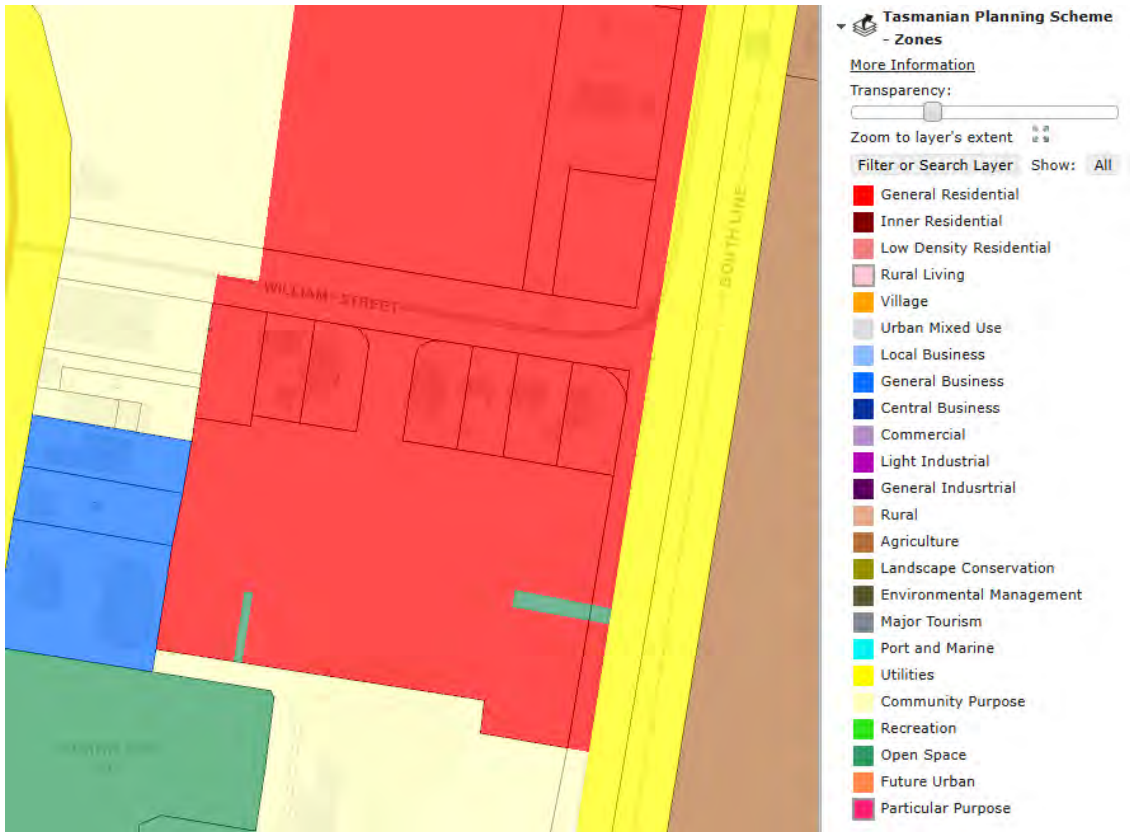 WILLIAM STREET
SOUTH LINE
Tasmanian Planning Scheme
- Zones
More Information
Transparency:
Zoom to layer's extent
Filter or Search Layer Show: All
General Residential
Inner Residential
Low Density Residential
Rural Living
Village
Urban Mixed Use
Local Business
General Business
Central Business
Commercial
Light Industrial
General Indusrtrial
Rural
Agriculture
Landscape Conservation
Environmental Management
Major Tourism
Port and Marine
Utilities
Community Purpose
Recreation
Open Space
Future Urban
Particular Purpose